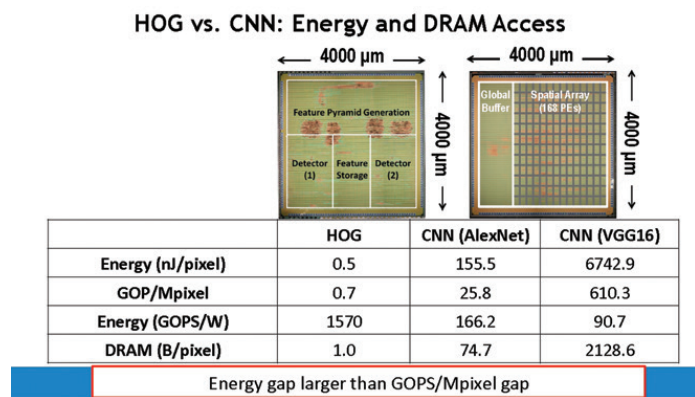 HOG vs. CNN: Energy and DRAM Access
4000 µm
4000 µm
Feature Pyramid Generation
Detector (1)
Feature Storage
Detector (2)
4000 µm
Global Buffer
Spatial Array (168 PEs)
4000 µm
HOG CNN (AlexNet) CNN (VGG16)
Energy (nJ/pixel) 0.5 155.5 6742.9
GOP/Mpixel 0.7 25.8 610.3
Energy (GOPS/W) 1570 166.2 90.7
DRAM (B/pixel) 1.0 74.7 2128.6
Energy gap larger than GOPS/Mpixel gap